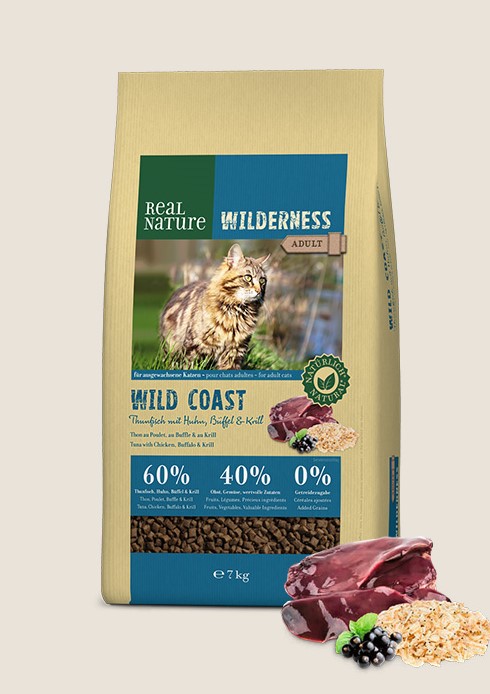 REAL
NATURE
WILDERNESS
ADULT
für ausgewachsene Katzen • pour chats adultes • for adult cats
NATÜRLICH
NATURAL
WILD COAST
Thunfisch mit Huhn, Büffel & Krill
Thon au Poulet, au Buffle & au Krill
Tuna with Chicken, Buffalo & Krill
60%
Thunfisch, Huhn, Büffel & Krill
Thon, Poulet, Buffle & Krill
Tuna, Chicken, Buffalo & Krill
40%
Obst, Gemüse, wertvolle Zutaten
Fruits, Légumes, Précieux ingrédients
Fruits, Vegetables, Valuable Ingredients
0%
Getreidezugabe
Céréales ajoutées
Added Grains
e 7 kg
WILD COAST